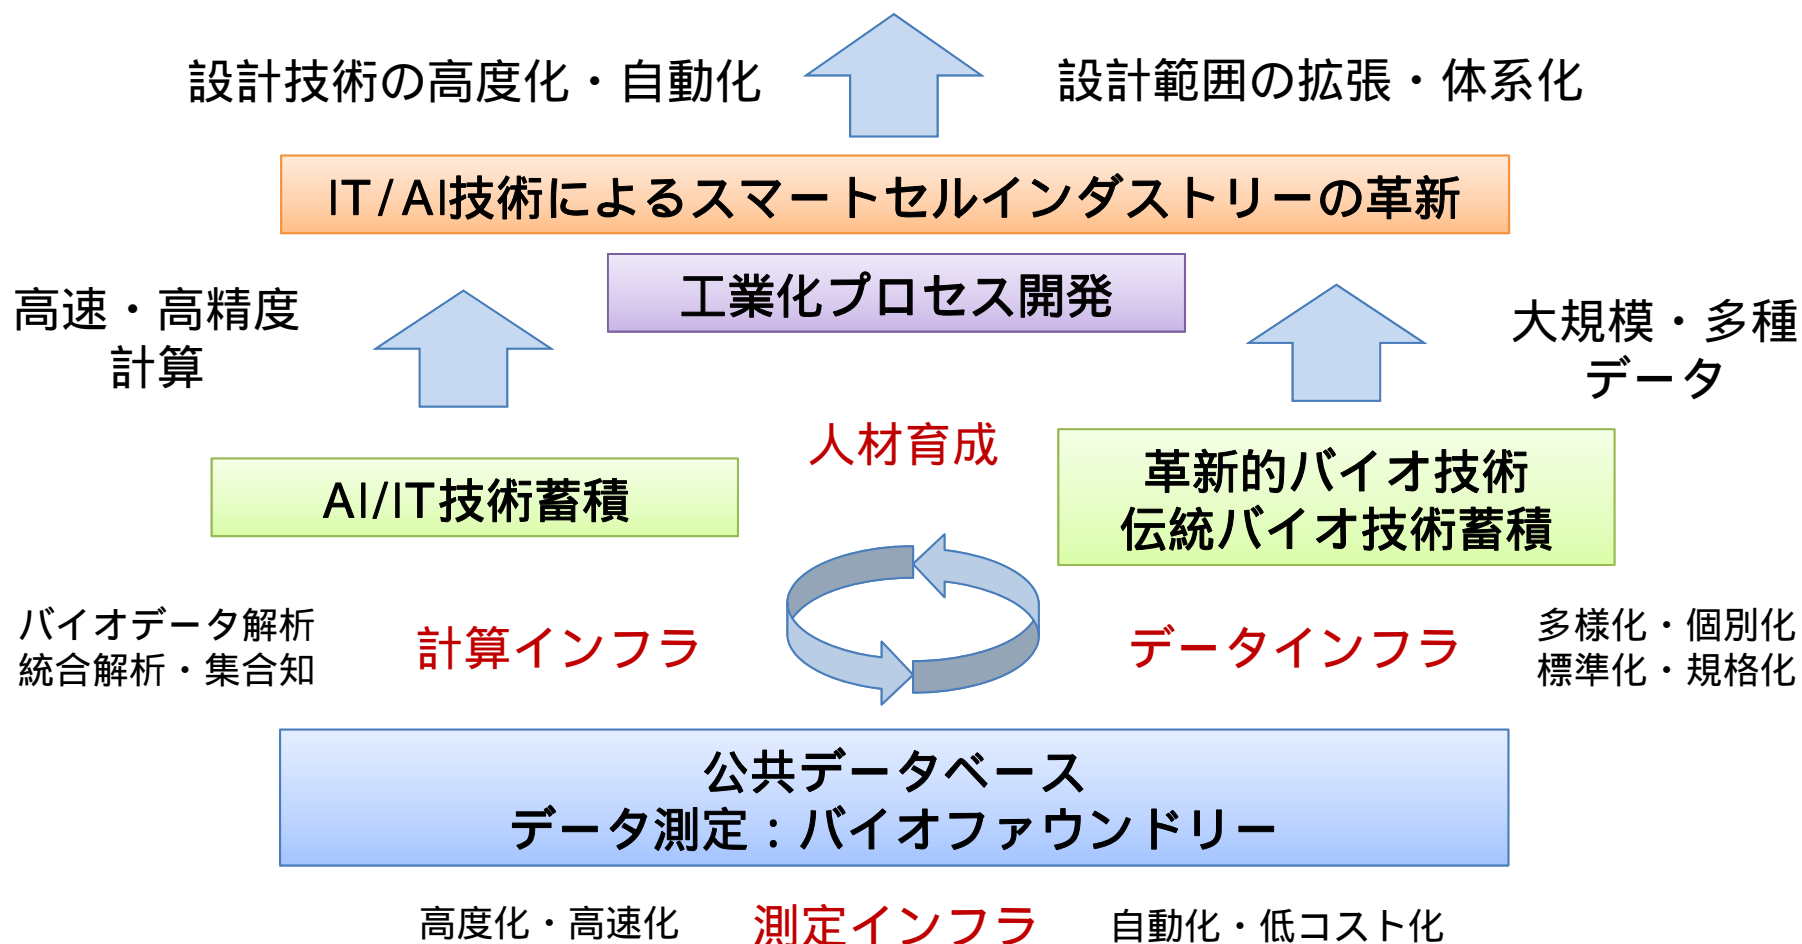 設計技術の高度化・自動化
設計範囲の拡張・体系化
IT/AI技術によるスマートセルインダストリーの革新
工業化プロセス開発
高速・高精度
計算
大規模・多種
データ
人材育成
AI/IT技術蓄積
革新的バイオ技術
伝統バイオ技術蓄積
バイオデータ解析
統合解析・集合知
計算インフラ
データインフラ
多様化・個別化
標準化・規格化
公共データベース
データ測定：バイオファウンドリー
高度化・高速化
測定インフラ
自動化・低コスト化